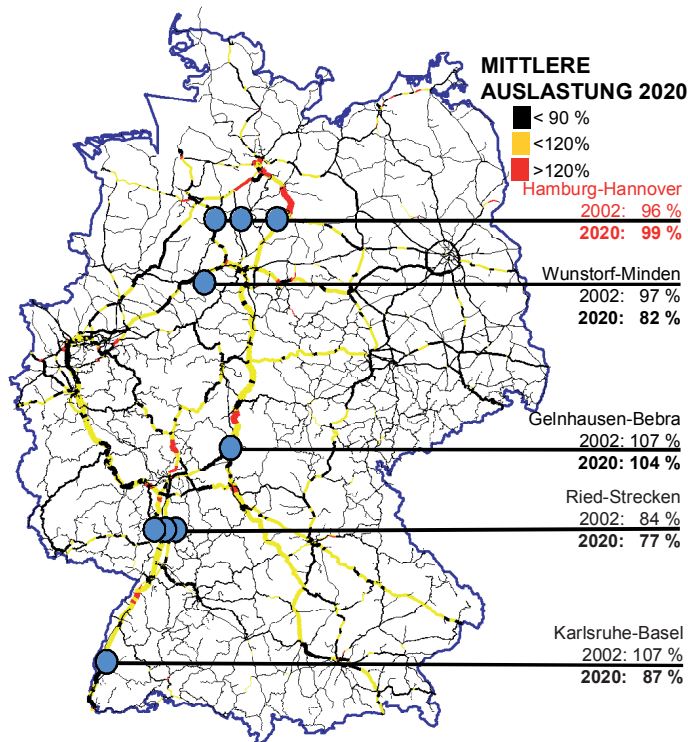 MITTLERE
AUSLASTUNG 2020
< 90 %
<120%
>120%
Hamburg-Hannover
2002: 96 %
2020: 99 %
Wunstorf-Minden
2002: 97 %
2020: 82 %
Gelnhausen-Bebra
2002: 107 %
2020: 104 %
Ried-Strecken
2002: 84 %
2020: 77 %
Karlsruhe-Basel
2002: 107 %
2020: 87 %